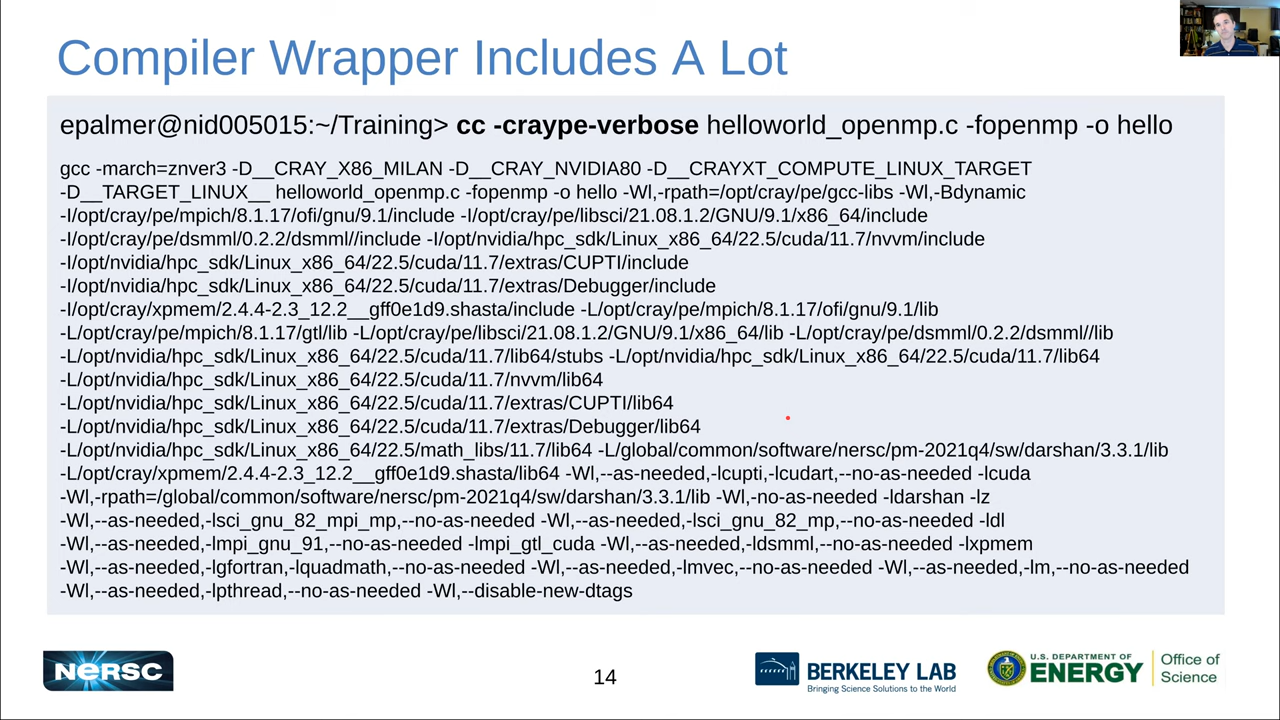 Compiler Wrapper Includes A Lot
epalmer@nid005015:~/Training> cc -craype-verbose helloworld_openmp.c -fopenmp -o hello
gcc -march=znver3 -D__CRAY_X86_MILAN -D__CRAY_NVIDIA80 -D__CRAYXT_COMPUTE_LINUX_TARGET
-D__TARGET_LINUX__ helloworld_openmp.c -fopenmp -o hello -Wl,-rpath=/opt/cray/pe/gcc-libs -Wl,-Bdynamic
-I/opt/cray/pe/mpich/8.1.17/ofi/gnu/9.1/include -I/opt/cray/pe/libsci/21.08.1.2/GNU/9.1/x86_64/include
-I/opt/cray/pe/dsmml/0.2.2/dsmml//include -I/opt/nvidia/hpc_sdk/Linux_x86_64/22.5/cuda/11.7/nvvm/include
-I/opt/nvidia/hpc_sdk/Linux_x86_64/22.5/cuda/11.7/extras/CUPTI/include
-I/opt/nvidia/hpc_sdk/Linux_x86_64/22.5/cuda/11.7/extras/Debugger/include
-I/opt/cray/xpmem/2.4.4-2.3_12.2__gff0e1d9.shasta/include -L/opt/cray/pe/mpich/8.1.17/ofi/gnu/9.1/lib
-L/opt/cray/pe/mpich/8.1.17/gtl/lib -L/opt/cray/pe/libsci/21.08.1.2/GNU/9.1/x86_64/lib -L/opt/cray/pe/dsmml/0.2.2/dsmml//lib
-L/opt/nvidia/hpc_sdk/Linux_x86_64/22.5/cuda/11.7/lib64/stubs -L/opt/nvidia/hpc_sdk/Linux_x86_64/22.5/cuda/11.7/lib64
-L/opt/nvidia/hpc_sdk/Linux_x86_64/22.5/cuda/11.7/nvvm/lib64
-L/opt/nvidia/hpc_sdk/Linux_x86_64/22.5/cuda/11.7/extras/CUPTI/lib64
-L/opt/nvidia/hpc_sdk/Linux_x86_64/22.5/cuda/11.7/extras/Debugger/lib64
-L/opt/nvidia/hpc_sdk/Linux_x86_64/22.5/math_libs/11.7/lib64 -L/global/common/software/nersc/pm-2021q4/sw/darshan/3.3.1/lib
-L/opt/cray/xpmem/2.4.4-2.3_12.2__gff0e1d9.shasta/lib64 -Wl,--as-needed,-lcupti,-lcudart,--no-as-needed -lcuda
-Wl,-rpath=/global/common/software/nersc/pm-2021q4/sw/darshan/3.3.1/lib -Wl,-no-as-needed -ldarshan -lz
-Wl,--as-needed,-lsci_gnu_82_mpi_mp,--no-as-needed -Wl,--as-needed,-lsci_gnu_82_mp,--no-as-needed -ldl
-Wl,--as-needed,-lmpi_gnu_91,--no-as-needed -lmpi_gtl_cuda -Wl,--as-needed,-ldsmml,--no-as-needed -lxpmem
-Wl,--as-needed,-lgfortran,-lquadmath,--no-as-needed -Wl,--as-needed,-lmvec,--no-as-needed -Wl,--as-needed,-lm,--no-as-needed
-Wl,--as-needed,-lpthread,--no-as-needed -Wl,--disable-new-dtags
NERSC
14
BERKELEY LAB
Bringing Science Solutions to the World
U.S. DEPARTMENT OF
ENERGY
Office of
Science